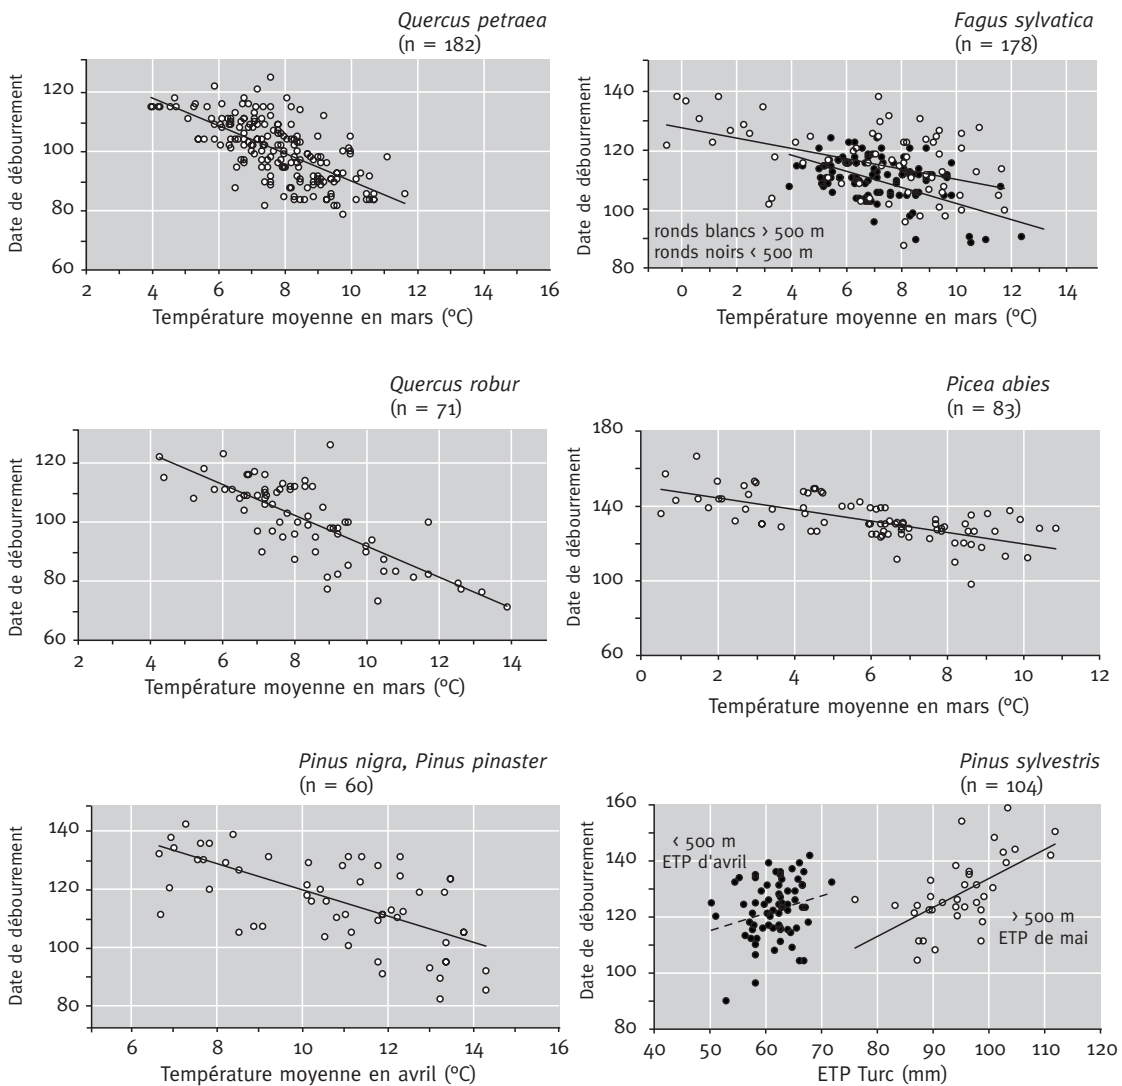 Quercus petraea
(n = 182)
Date de débourrement
120
100
80
60
2 4 6 8 10 12 14 16
Température moyenne en mars (°C)
Fagus sylvatica
(n = 178)
Date de débourrement
140
120
100
80
ronds blancs > 500 m
ronds noirs < 500 m
0 2 4 6 8 10 12 14
Température moyenne en mars (°C)
Quercus robur
(n = 71)
Date de débourrement
120
100
80
60
2 4 6 8 10 12 14
Température moyenne en mars (°C)
Picea abies
(n = 83)
Date de débourrement
180
140
100
60
0 2 4 6 8 10 12
Température moyenne en mars (°C)
Pinus nigra, Pinus pinaster
(n = 60)
Date de débourrement
140
120
100
80
6 8 10 12 14 16
Température moyenne en avril (°C)
Pinus sylvestris
(n = 104)
Date de débourrement
160
140
120
100
80
< 500 m
ETP d'avril
> 500 m
ETP de mai
40 50 60 70 80 90 100 110 120
ETP Turc (mm)